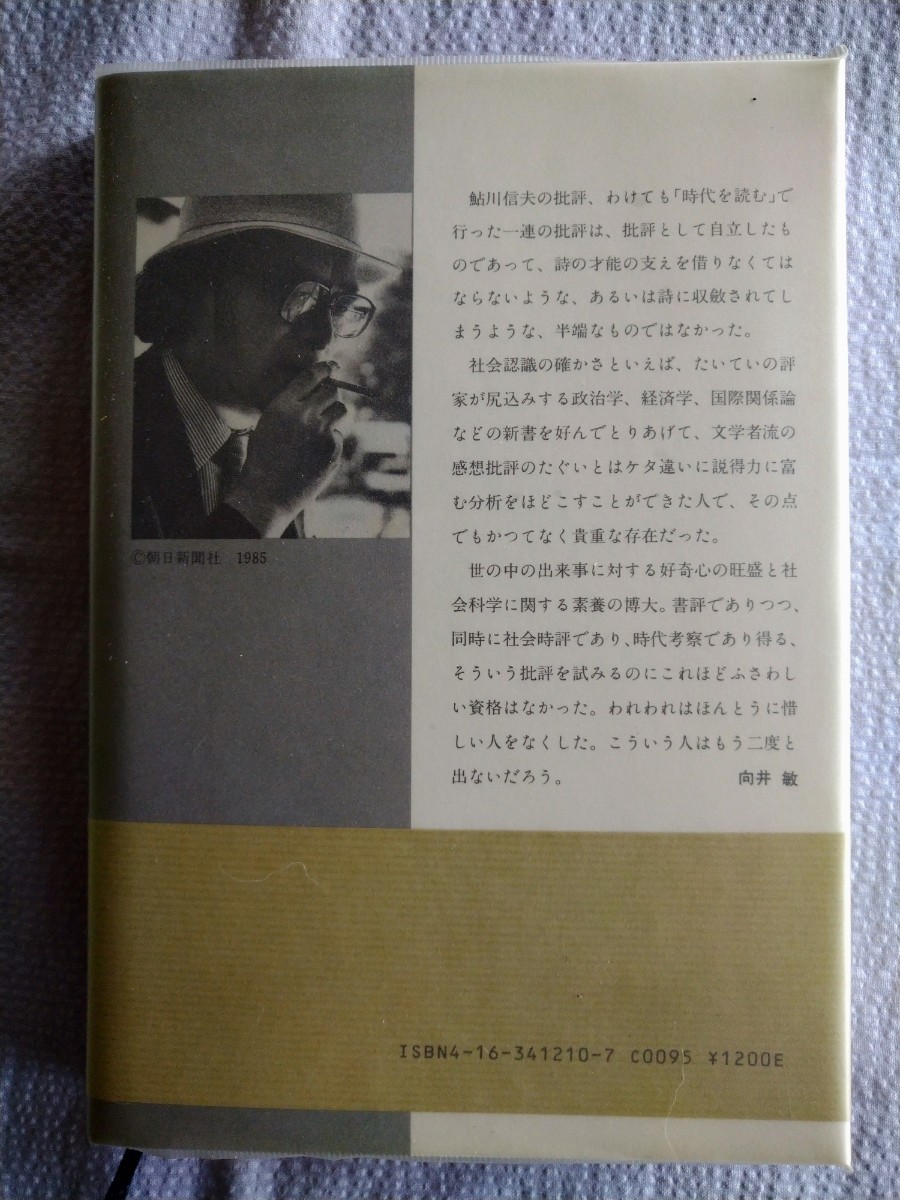 鮎川信夫の批評、わけても「時代を読む」で
行った一連の批評は、批評として自立したも
のであって、詩の才能の支えを借りなくては
ならないような、あるいは詩に収斂されてし
まうような、半端なものではなかった。
社会認識の確かさといえば、たいていの評
家が尻込みする政治学、経済学、国際関係論
などの新書を好んでとりあげて、文学者流の
感想批評のたぐいとはケタ違いに説得力に富
む分析をほどこすことができた人で、その点
でもかつてなく貴重な存在だった。
世の中の出来事に対する好奇心の旺盛と社
会科学に関する素養の博大。書評でありつつ、
同時に社会時評であり、時代考察であり得る、
そういう批評を試みるのにこれほどふさわし
い資格はなかった。われわれはほんとうに惜
しい人をなくした。こういう人はもう二度と
出ないだろう。 向井 敏
©朝日新聞社 1985
ISBN4-16-341210-7 C0095 ¥1200E